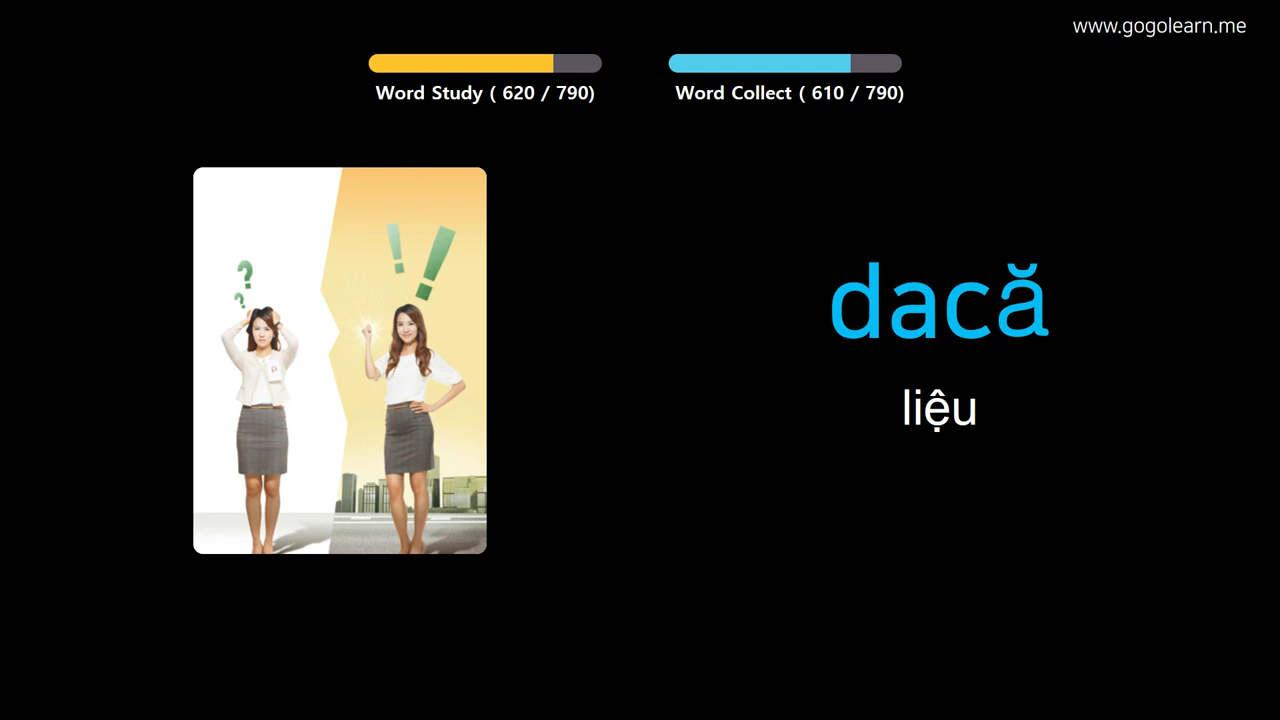 www.gogolearn.me
Word Study ( 620 / 790)
Word Collect ( 610 / 790)
? ?
! !
dacă
liệu